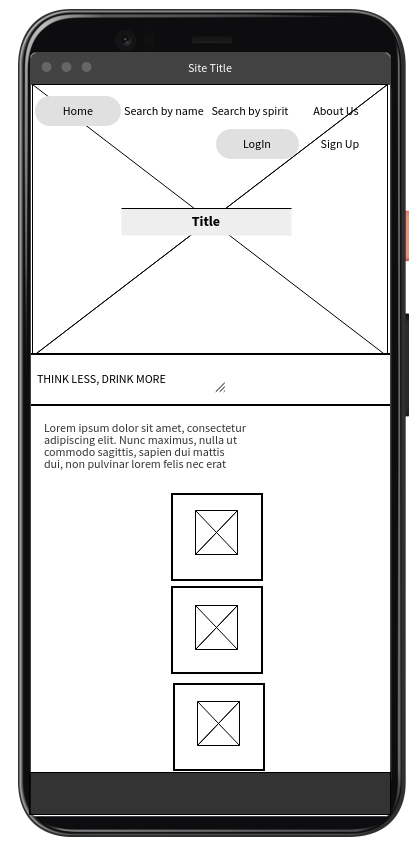 Site Title
Home Search by name Search by spirit About Us
LogIn Sign Up
Title
THINK LESS, DRINK MORE
Lorem ipsum dolor sit amet, consectetur
adipiscing elit. Nunc maximus, nulla ut
commodo sagittis, sapien dui mattis
dui, non pulvinar lorem felis nec erat